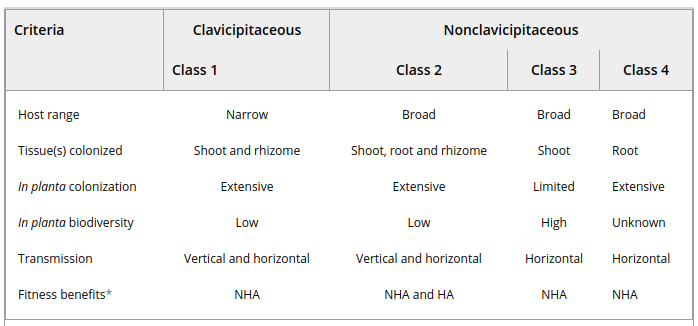 Criteria Clavicipitaceous Nonclavicipitaceous
Class 1 Class 2 Class 3 Class 4
Host range Narrow Broad Broad Broad
Tissue(s) colonized Shoot and rhizome Shoot, root and rhizome Shoot Root
In planta colonization Extensive Extensive Limited Extensive
In planta biodiversity Low Low High Unknown
Transmission Vertical and horizontal Vertical and horizontal Horizontal Horizontal
Fitness benefits* NHA NHA and HA NHA NHA